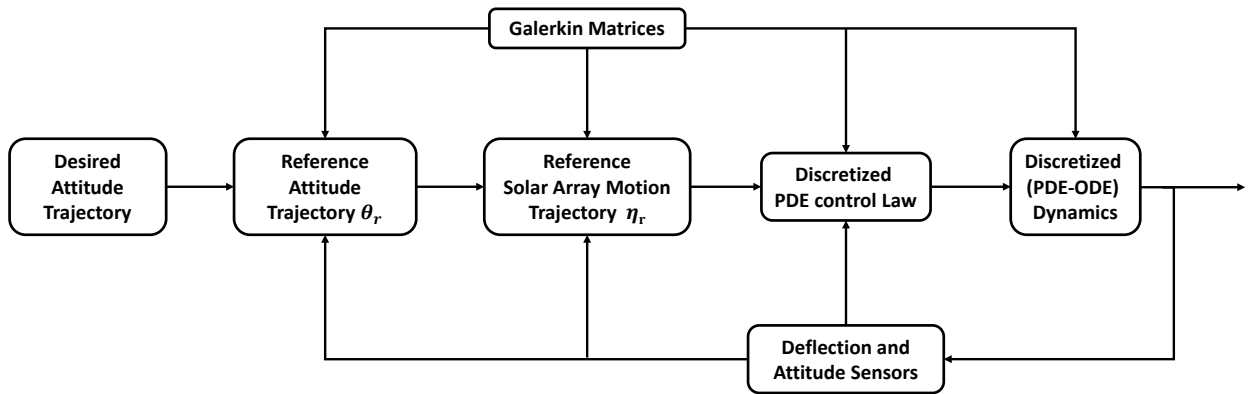 Galerkin Matrices
Desired
Attitude
Trajectory
Reference
Attitude
Trajectory θr
Reference
Solar Array Motion
Trajectory ηr
Discretized
PDE control Law
Discretized
(PDE-ODE)
Dynamics
Deflection and
Attitude Sensors